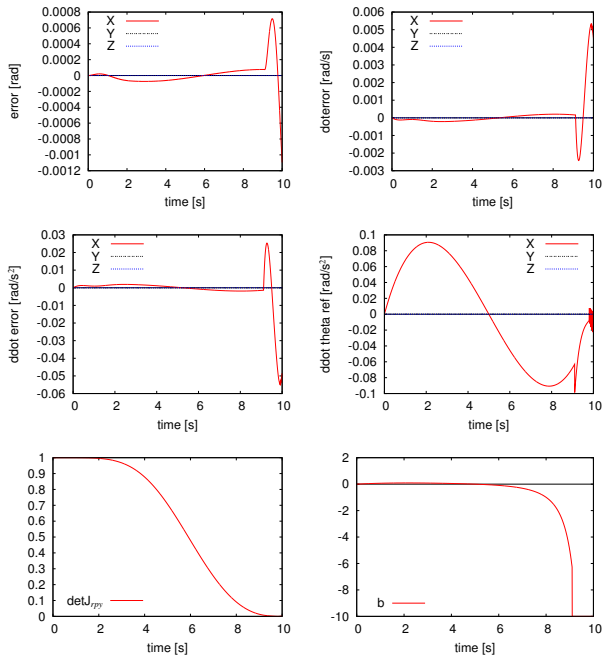 error [rad]
0.0008
0.0006
0.0004
0.0002
0
-0.0002
-0.0004
-0.0006
-0.0008
-0.001
-0.0012
X
Y
Z
0 2 4 6 8 10
time [s]
doterror [rad/s]
0.006
0.005
0.004
0.003
0.002
0.001
0
-0.001
-0.002
-0.003
X
Y
Z
0 2 4 6 8 10
time [s]
ddot error [rad/s²]
0.03
0.02
0.01
0
-0.01
-0.02
-0.03
-0.04
-0.05
-0.06
X
Y
Z
0 2 4 6 8 10
time [s]
ddot theta ref [rad/s²]
0.1
0.08
0.06
0.04
0.02
0
-0.02
-0.04
-0.06
-0.08
-0.1
X
Y
Z
0 2 4 6 8 10
time [s]
1
0.9
0.8
0.7
0.6
0.5
0.4
0.3
0.2
0.1
0
detJrpy
0 2 4 6 8 10
time [s]
2
0
-2
-4
-6
-8
-10
b
0 2 4 6 8 10
time [s]